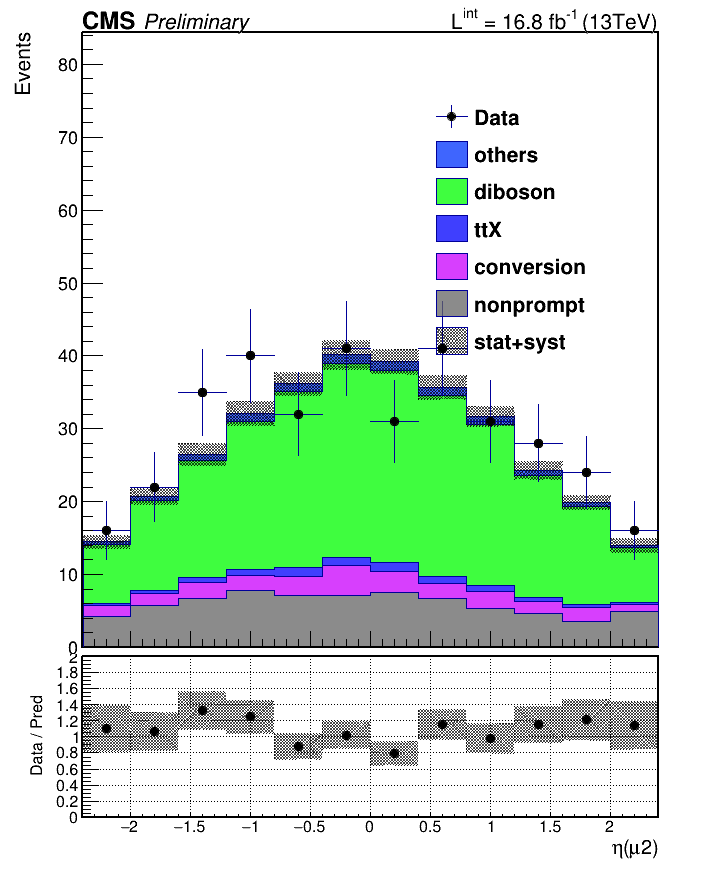 CMS Preliminary L^int = 16.8 fb^-1 (13TeV)
Events
80
70
60
50
40
30
20
10
0
Data
others
diboson
ttX
conversion
nonprompt
stat+syst
Data / Pred
2
1.8
1.6
1.4
1.2
1
0.8
0.6
0.4
0.2
0
−2 −1.5 −1 −0.5 0 0.5 1 1.5 2
η(μ2)